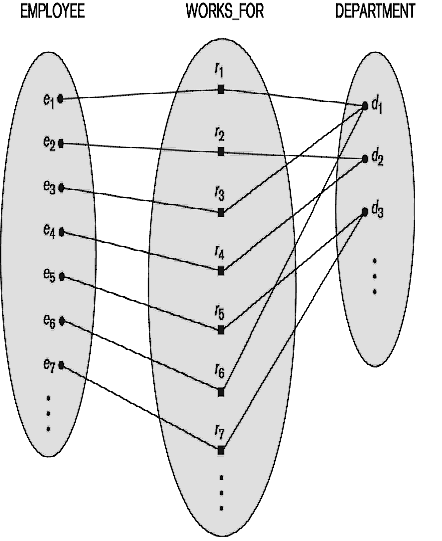 EMPLOYEE WORKS_FOR DEPARTMENT
r1
e1 d1
r2
e2 d2
e3 r3 d3
e4 r4
e5 r5
e6 r6
e7 r7